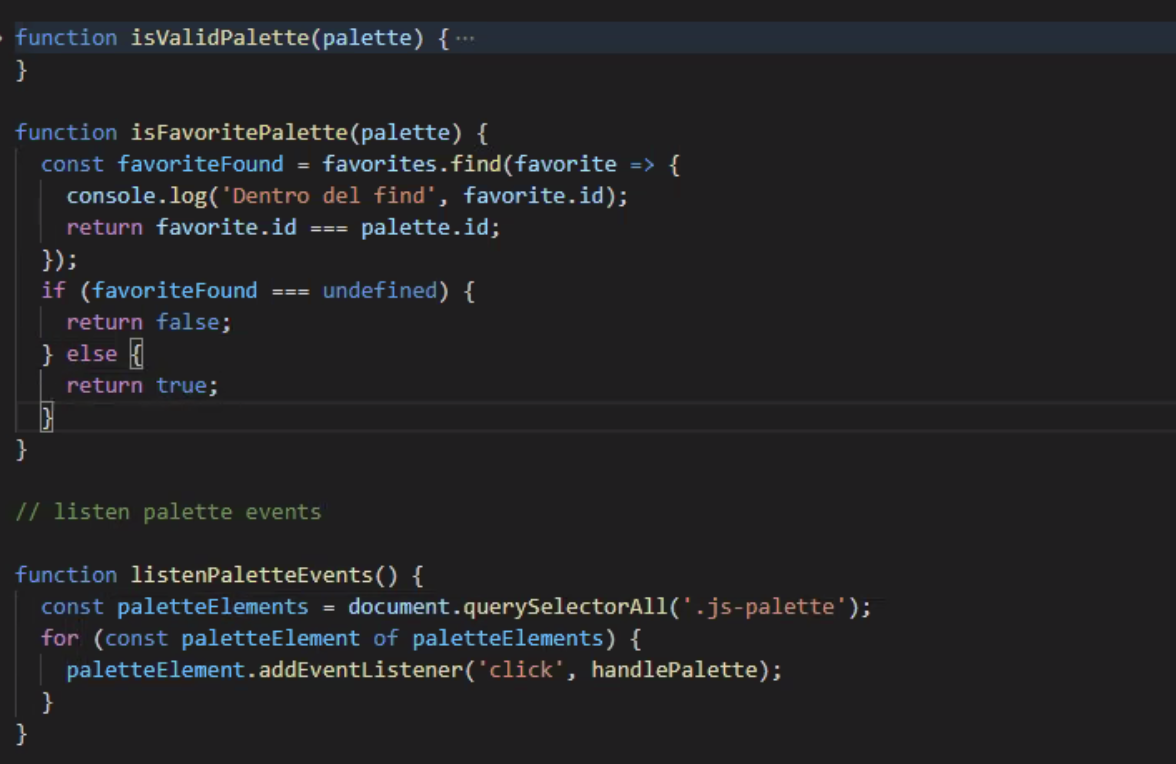 function isValidPalette(palette) {···
}
function isFavoritePalette(palette) {
const favoriteFound = favorites.find(favorite => {
console.log('Dentro del find', favorite.id);
return favorite.id === palette.id;
});
if (favoriteFound === undefined) {
return false;
} else {
return true;
}
}
// listen palette events
function listenPaletteEvents() {
const paletteElements = document.querySelectorAll('.js-palette');
for (const paletteElement of paletteElements) {
paletteElement.addEventListener('click', handlePalette);
}
}